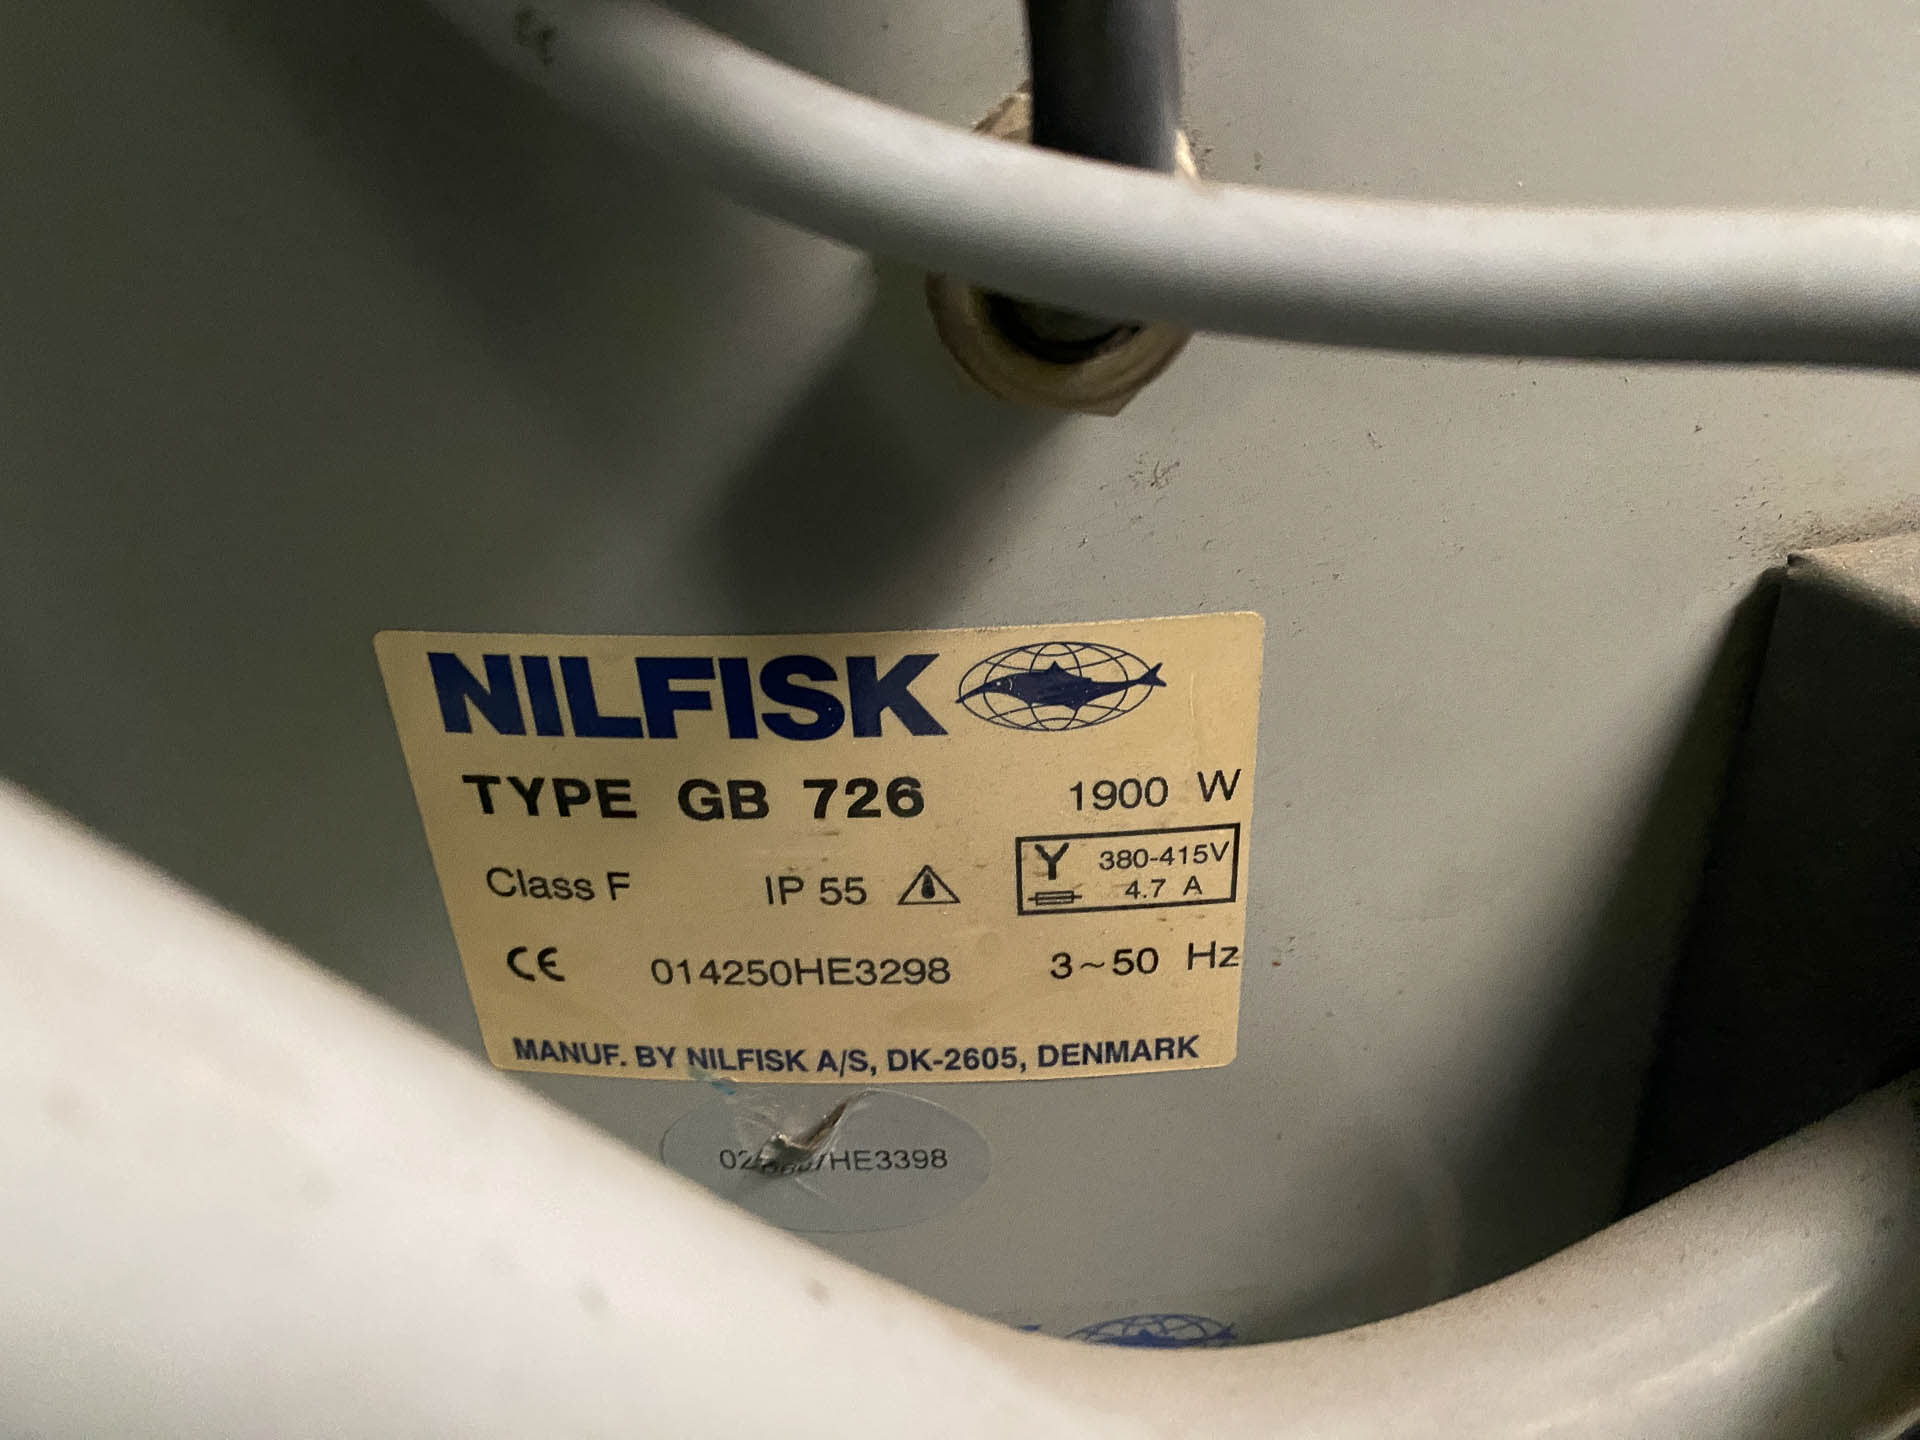 NILFISK
TYPE GB 726 1900 W
Y 380-415V
Class F IP 55 4.7 A
CE 014250HE3298 3~50 Hz
MANUF. BY NILFISK A/S, DK-2605, DENMARK
HE3398